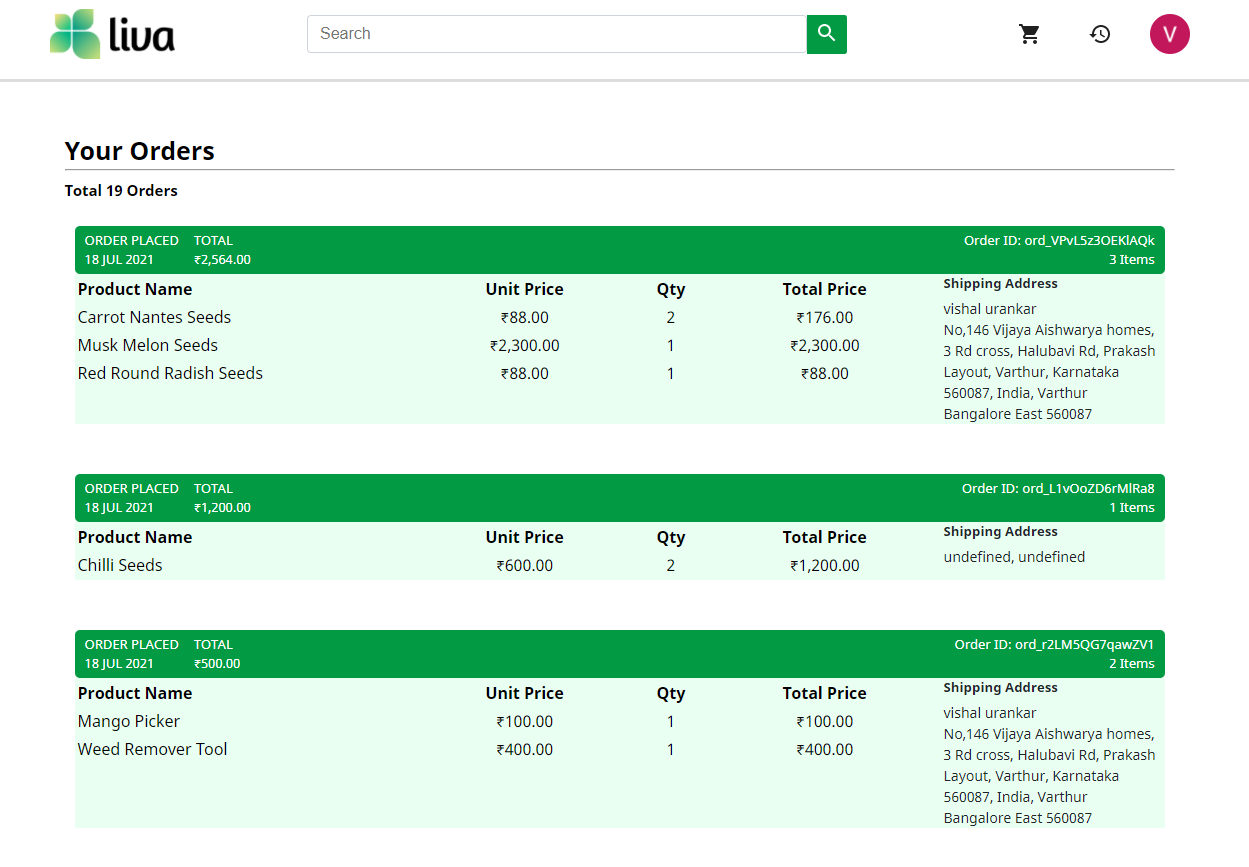 liva
Search
V
Your Orders
Total 19 Orders
ORDER PLACED TOTAL Order ID: ord_VPvL5z3OEKlAQk
18 JUL 2021 ₹2,564.00 3 Items
Product Name Unit Price Qty Total Price Shipping Address
Carrot Nantes Seeds ₹88.00 2 ₹176.00 vishal urankar
No,146 Vijaya Aishwarya homes,
Musk Melon Seeds ₹2,300.00 1 ₹2,300.00 3 Rd cross, Halubavi Rd, Prakash
Red Round Radish Seeds ₹88.00 1 ₹88.00 Layout, Varthur, Karnataka
560087, India, Varthur
Bangalore East 560087
ORDER PLACED TOTAL Order ID: ord_L1vOoZD6rMlRa8
18 JUL 2021 ₹1,200.00 1 Items
Product Name Unit Price Qty Total Price Shipping Address
Chilli Seeds ₹600.00 2 ₹1,200.00 undefined, undefined
ORDER PLACED TOTAL Order ID: ord_r2LM5QG7qawZV1
18 JUL 2021 ₹500.00 2 Items
Product Name Unit Price Qty Total Price Shipping Address
Mango Picker ₹100.00 1 ₹100.00 vishal urankar
No,146 Vijaya Aishwarya homes,
Weed Remover Tool ₹400.00 1 ₹400.00 3 Rd cross, Halubavi Rd, Prakash
Layout, Varthur, Karnataka
560087, India, Varthur
Bangalore East 560087